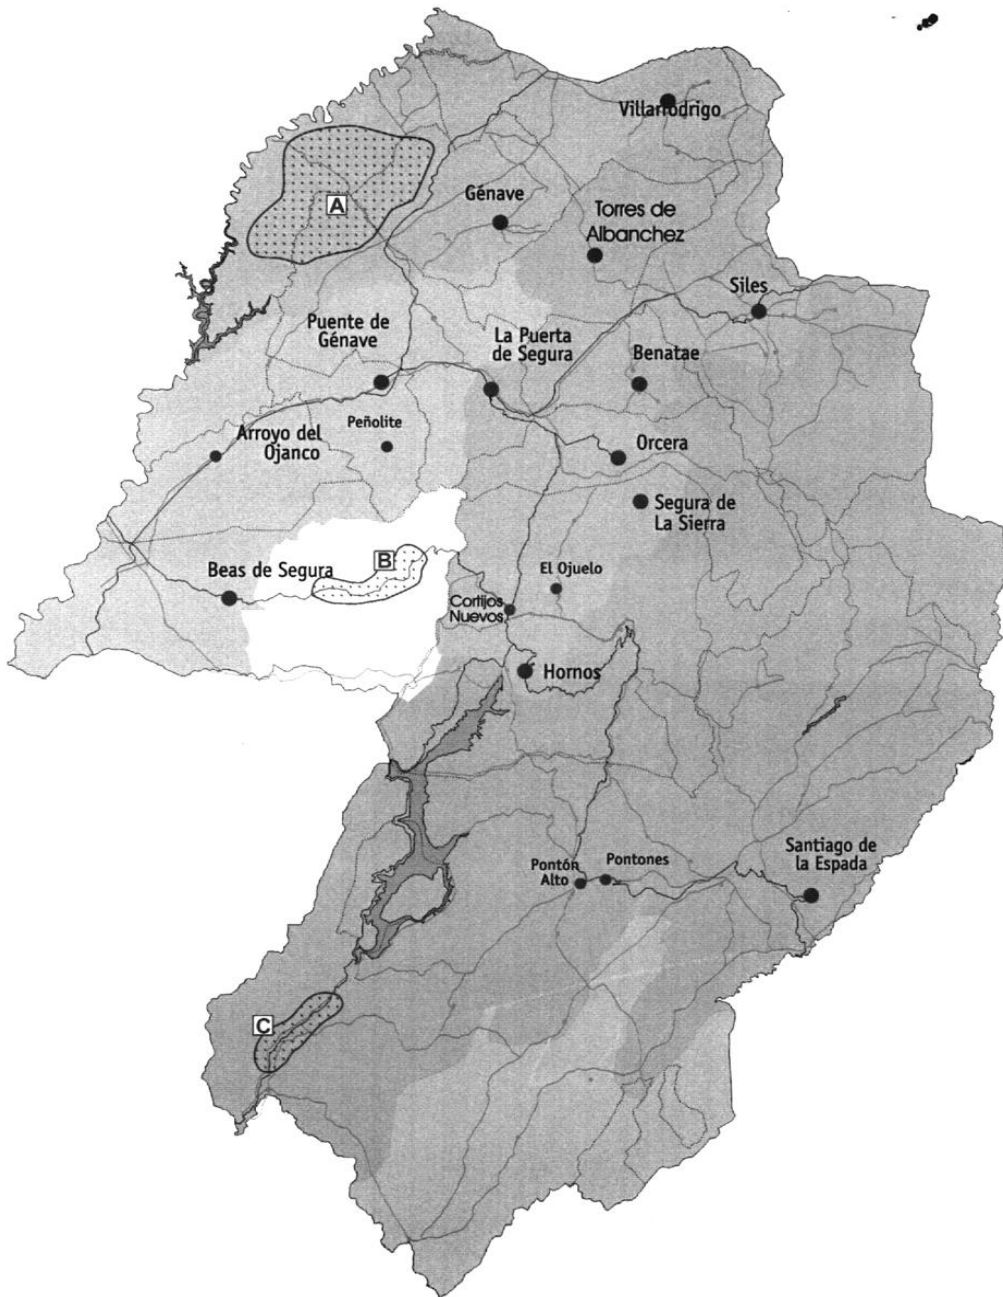 Villarrodrigo
A
Génave
Torres de
Albanchez
Siles
Puente de
Génave
La Puerta
de Segura
Benatae
Peñolite
Arroyo del
Ojanco
Orcera
Segura de
La Sierra
B
Beas de Segura
El Ojuelo
Cortijos
Nuevos
Hornos
Santiago de
la Espada
Pontón
Alto
Pontones
C